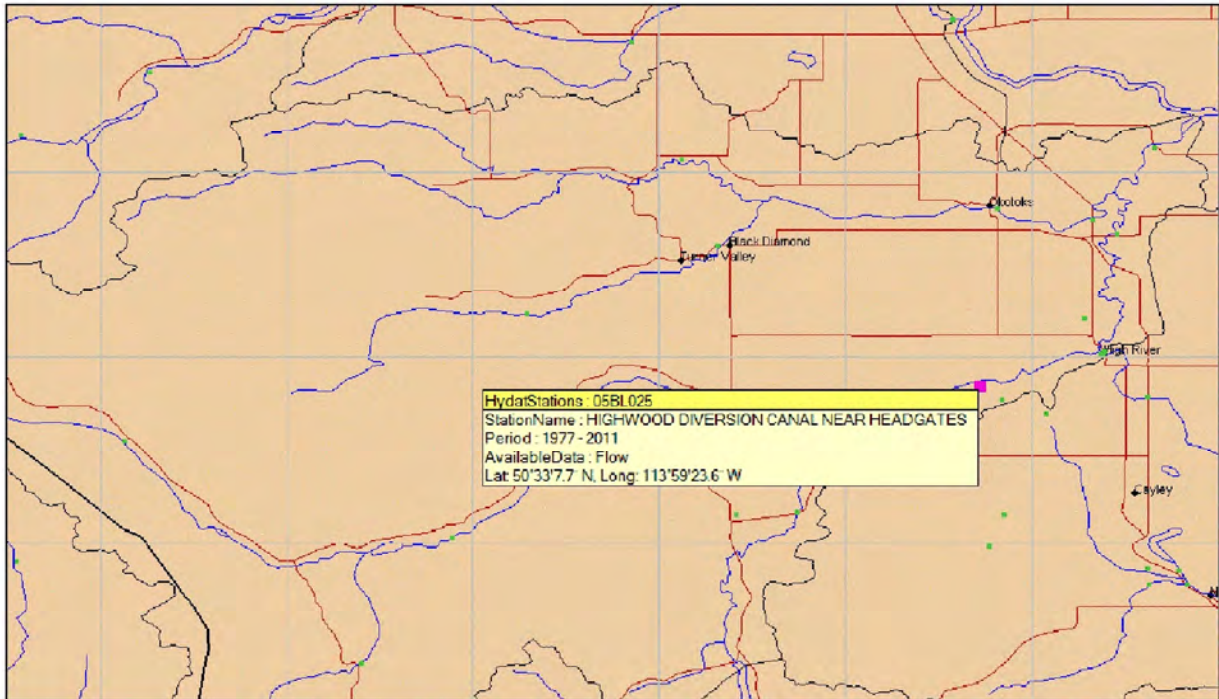 Okotoks
Black Diamond
Turner Valley
High River
HydatStations : 05BL025
StationName : HIGHWOOD DIVERSION CANAL NEAR HEADGATES
Period : 1977 - 2011
AvailableData : Flow
Lat: 50°33'7.7" N, Long: 113°59'23.6" W
Cayley